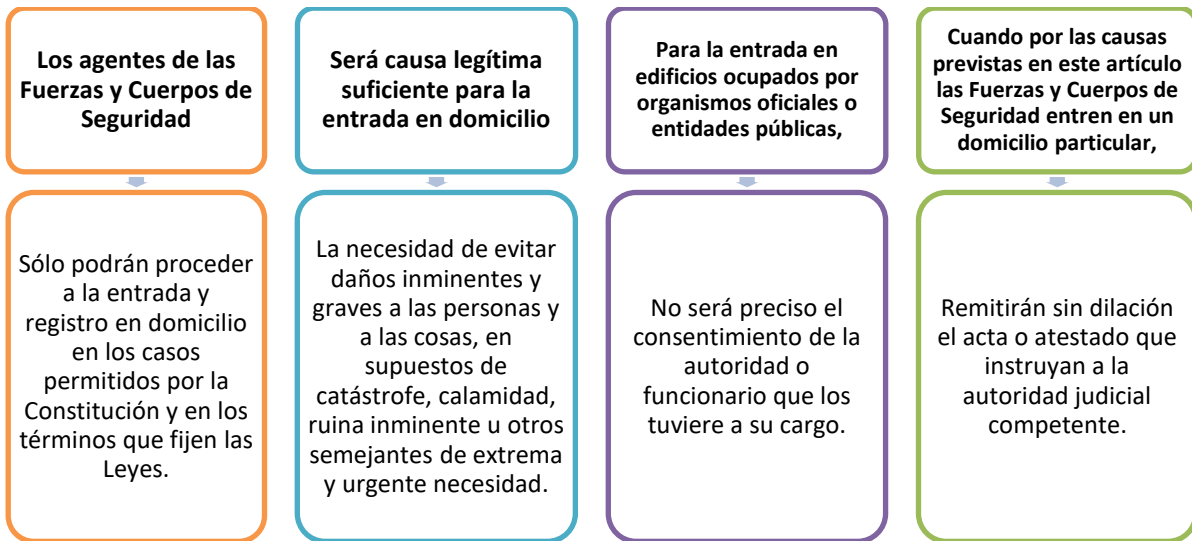 Los agentes de las
Fuerzas y Cuerpos de
Seguridad
Sólo podrán proceder
a la entrada y
registro en domicilio
en los casos
permitidos por la
Constitución y en los
términos que fijen las
Leyes.
Será causa legítima
suficiente para la
entrada en domicilio
La necesidad de evitar
daños inminentes y
graves a las personas y
a las cosas, en
supuestos de
catástrofe, calamidad,
ruina inminente u otros
semejantes de extrema
y urgente necesidad.
Para la entrada en
edificios ocupados por
organismos oficiales o
entidades públicas,
No será preciso el
consentimiento de la
autoridad o
funcionario que los
tuviere a su cargo.
Cuando por las causas
previstas en este artículo
las Fuerzas y Cuerpos de
Seguridad entren en un
domicilio particular,
Remitirán sin dilación
el acta o atestado que
instruyan a la
autoridad judicial
competente.